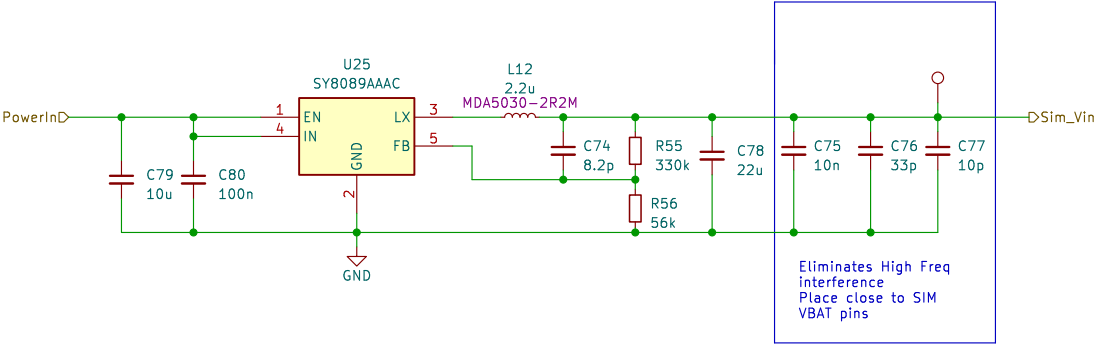 U25
SY8089AAAC
L12
2.2u
MDA5030-2R2M
PowerIn
1
EN
LX
3
Sim_Vin
4
IN
FB
5
GND
2
C79
10u
C80
100n
C74
8.2p
R55
330k
C78
22u
C75
10n
C76
33p
C77
10p
R56
56k
GND
Eliminates High Freq
interference
Place close to SIM
VBAT pins